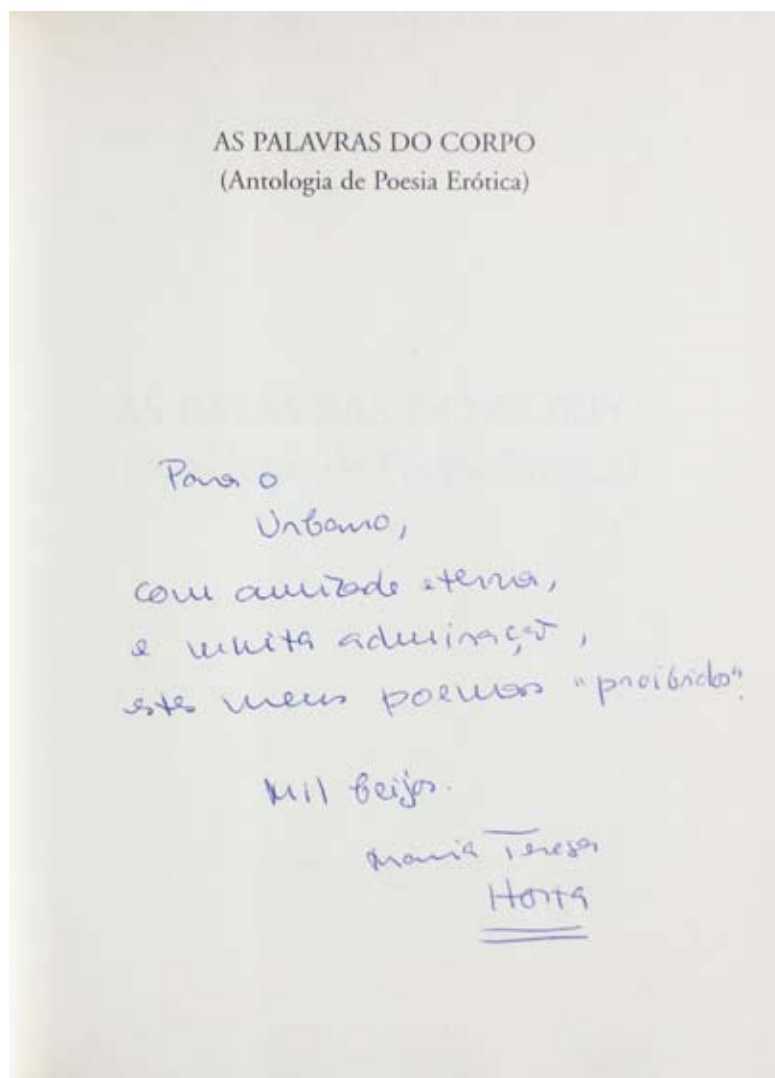 AS PALAVRAS DO CORPO
(Antologia de Poesia Erótica)
Para o
Urbano,
com amizade eterna,
e muita admiração,
estes meus poemas "proibidos".
Mil beijos.
Maria Teresa
Horta